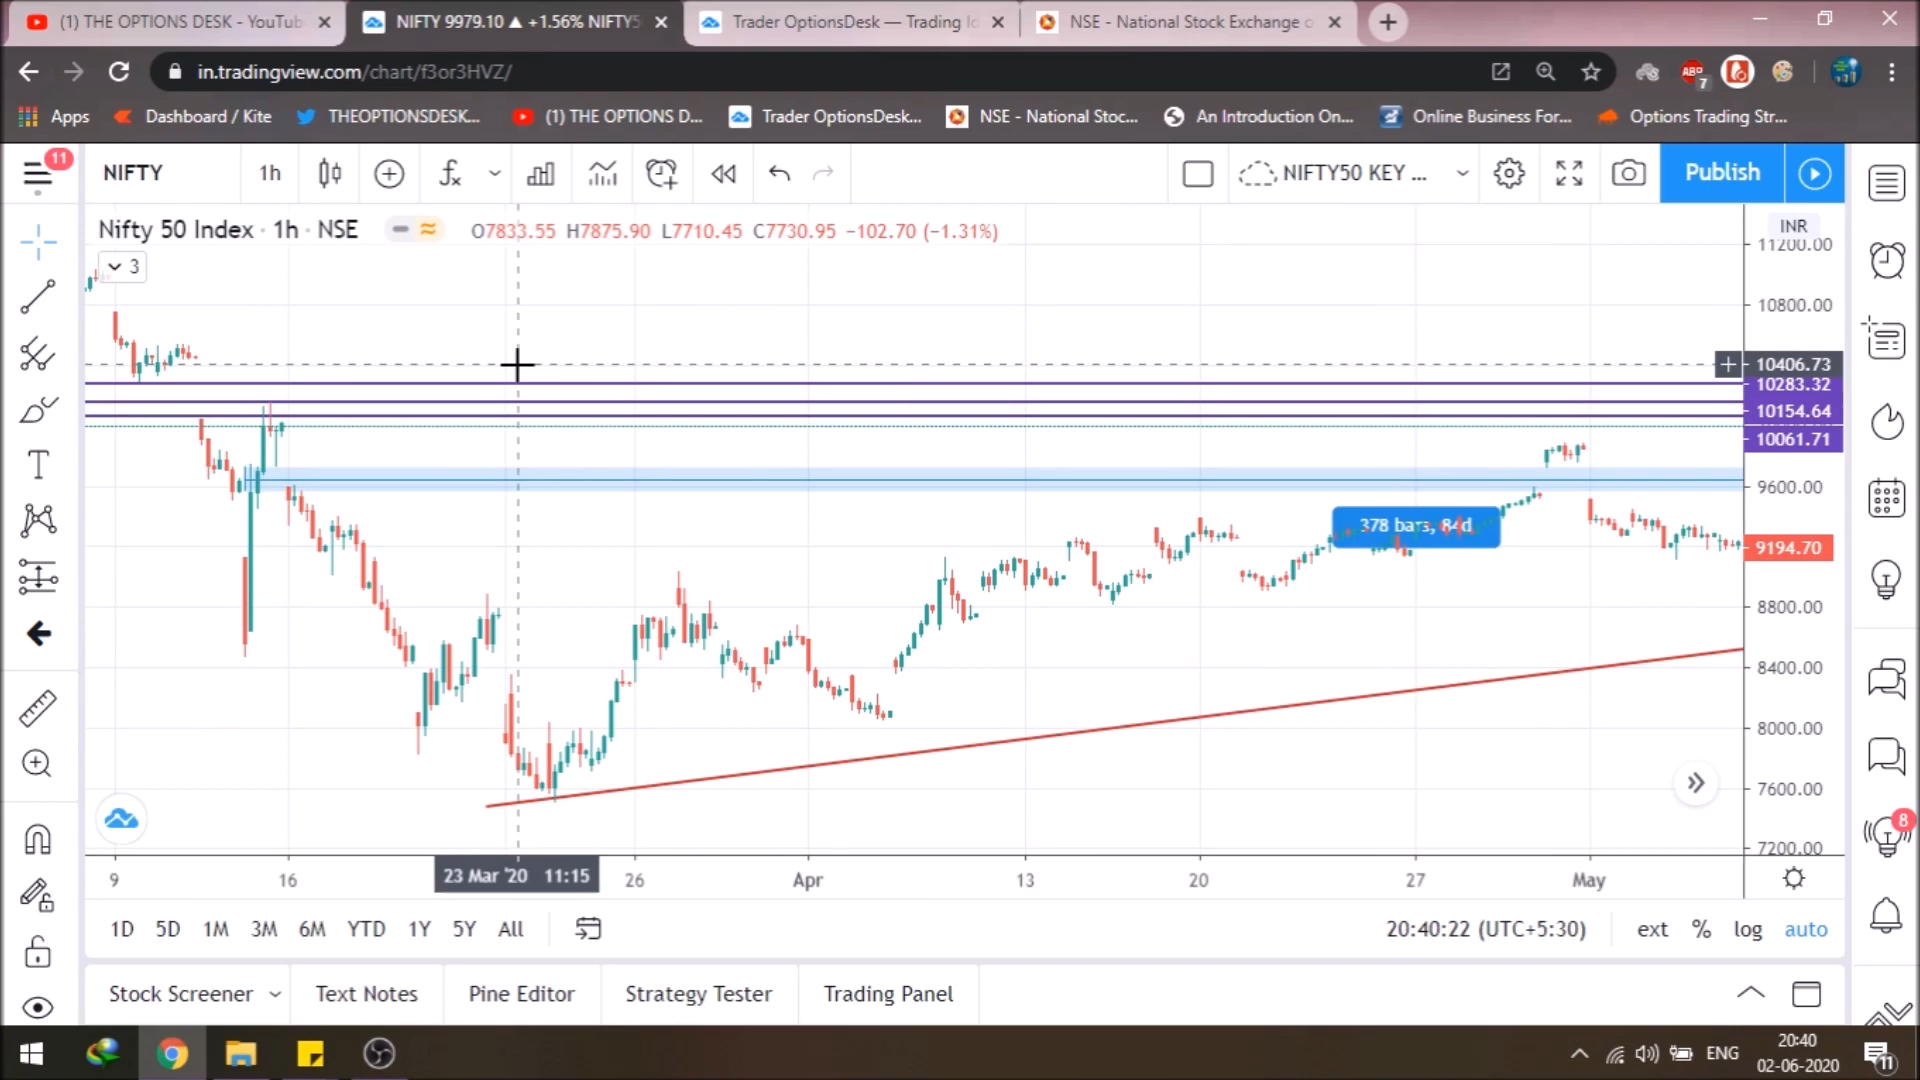 (1) THE OPTIONS DESK - YouTub
NIFTY 9979.10 ▲ +1.56% NIFTY5
Trader OptionsDesk — Trading Id
NSE - National Stock Exchange o
in.tradingview.com/chart/f3or3HVZ/
ABP
7
Apps
Dashboard / Kite
THEOPTIONSDESK...
(1) THE OPTIONS D...
Trader OptionsDesk...
NSE - National Stoc...
An Introduction On...
Online Business For...
Options Trading Str...
11
NIFTY
1h
NIFTY50 KEY ...
Publish
Nifty 50 Index · 1h · NSE
O7833.55 H7875.90 L7710.45 C7730.95 −102.70 (−1.31%)
3
INR
11200.00
10800.00
10406.73
10283.32
10154.64
10061.71
9600.00
378 bars, 84d
9194.70
8800.00
8400.00
8000.00
7600.00
7200.00
8
9
16
23 Mar '20 11:15
26
Apr
13
20
27
May
1D 5D 1M 3M 6M YTD 1Y 5Y All
20:40:22 (UTC+5:30)
ext % log auto
Stock Screener
Text Notes
Pine Editor
Strategy Tester
Trading Panel
ENG
20:40
02-06-2020
11